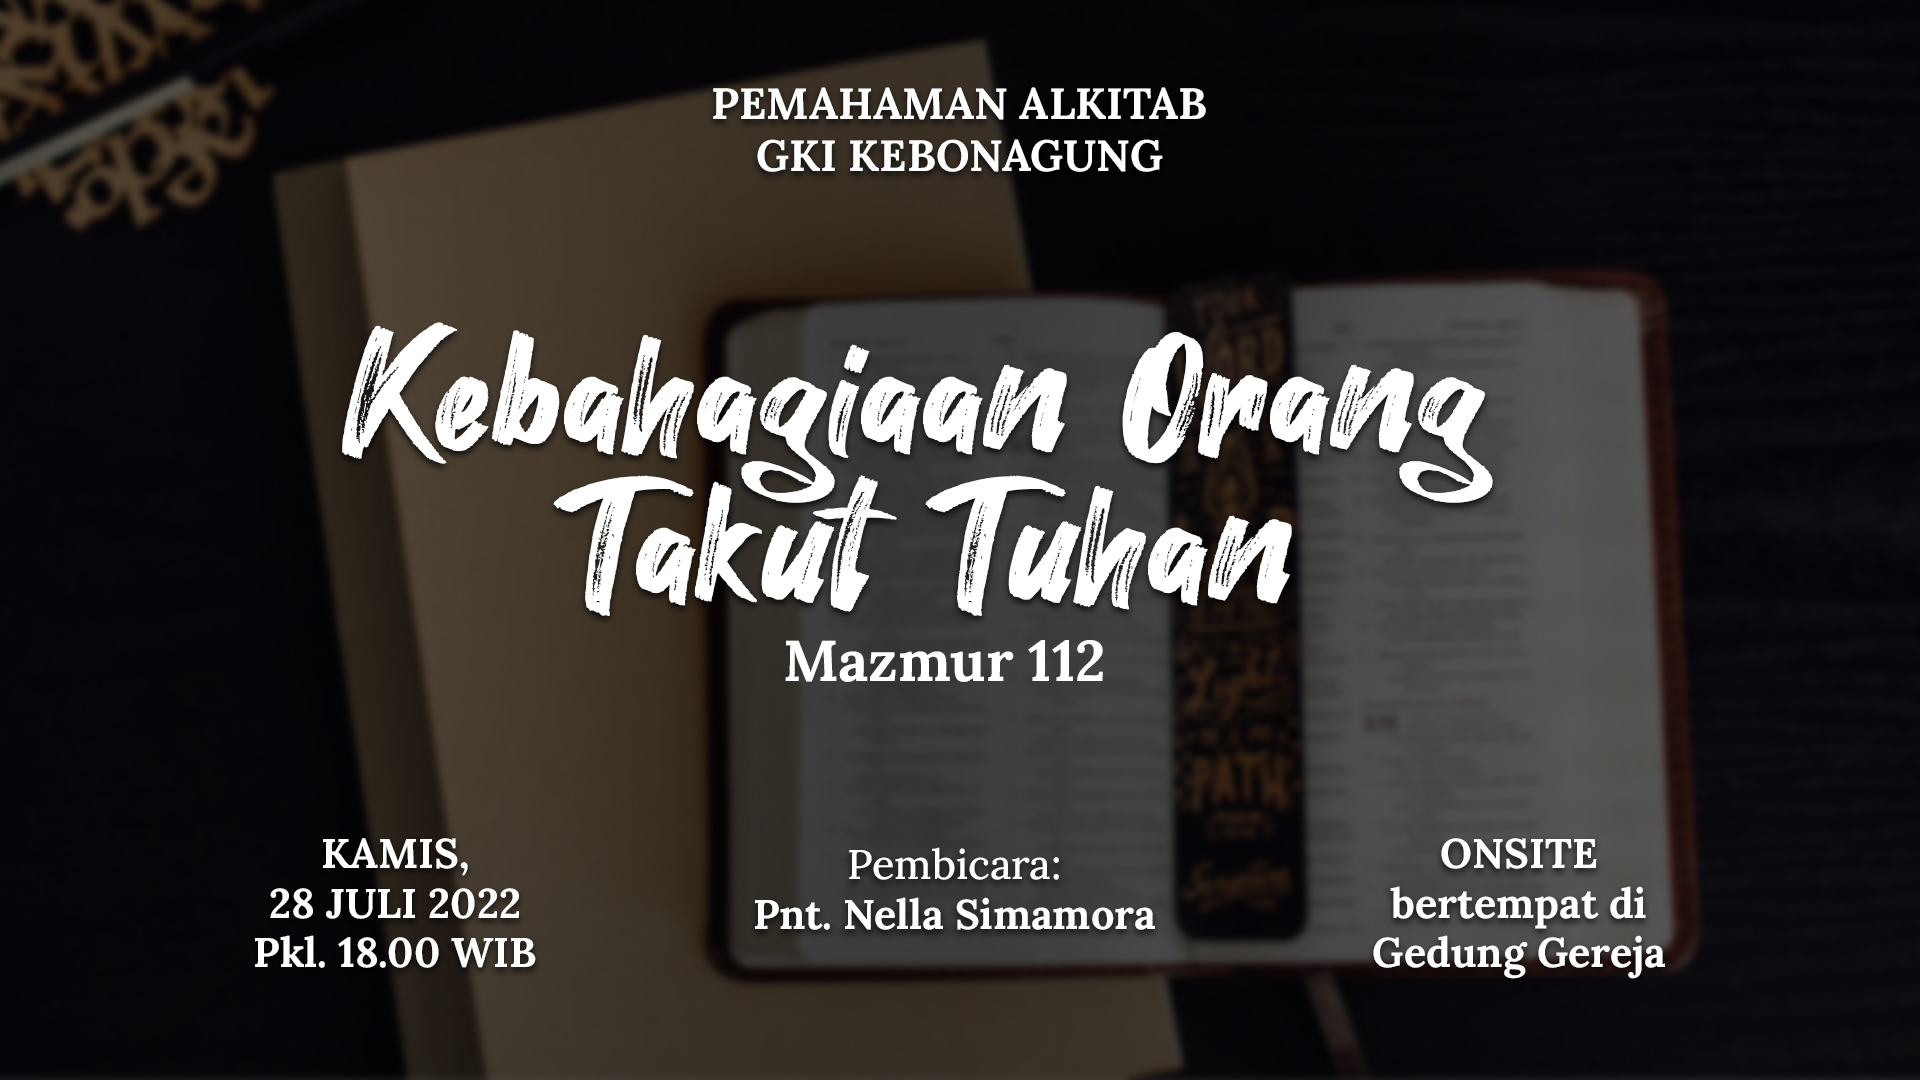 PEMAHAMAN ALKITAB
GKI KEBONAGUNG
Kebahagiaan Orang
Takut Tuhan
Mazmur 112
KAMIS,
28 JULI 2022
Pkl. 18.00 WIB
Pembicara:
Pnt. Nella Simamora
ONSITE
bertempat di
Gedung Gereja
PATH